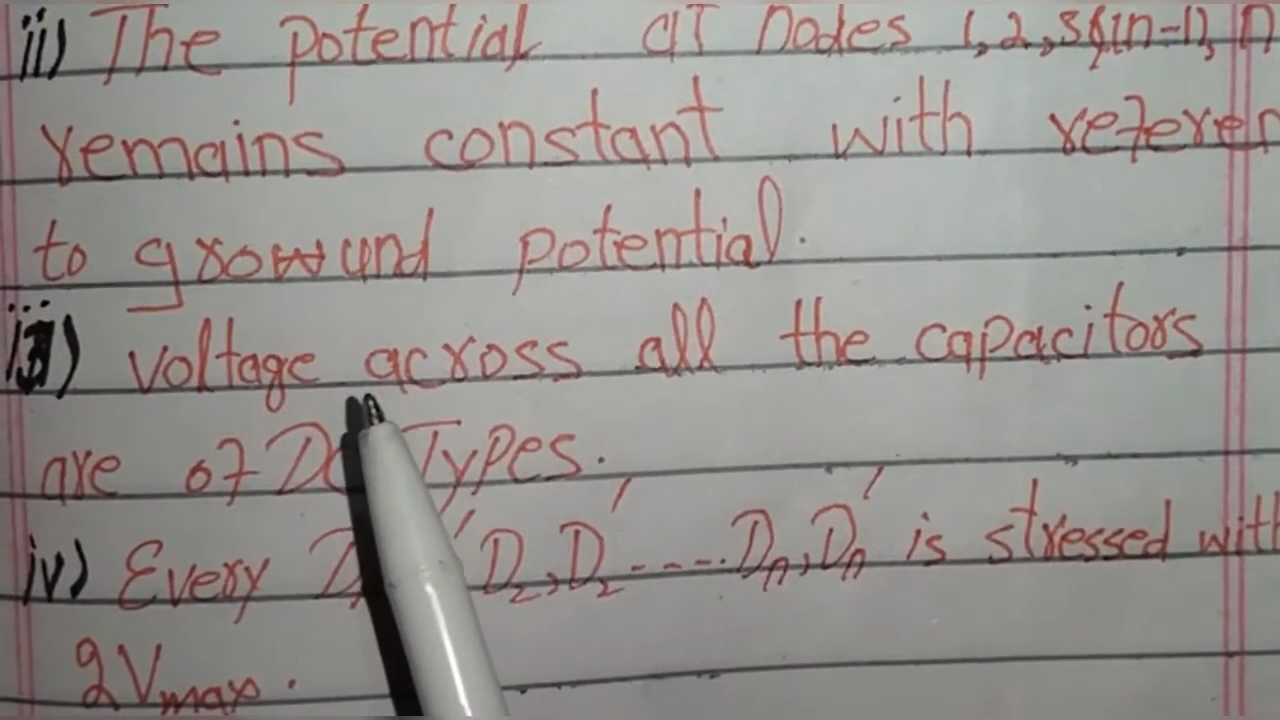 ii) The potential at nodes 1,2,3&(n-1), n
remains constant with referen
to growund potential.
iii) Voltage across all the capacitors
are of DC Types.
iv) Every D₂,D₂'----Dₙ,Dₙ' is stressed with
2Vmax.